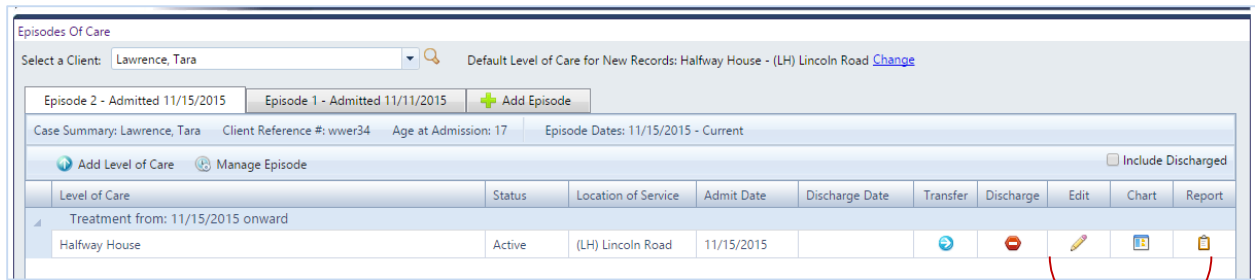 Episodes Of Care
Select a Client: Lawrence, Tara Default Level of Care for New Records: Halfway House - (LH) Lincoln Road Change
Episode 2 - Admitted 11/15/2015 Episode 1 - Admitted 11/11/2015 Add Episode
Case Summary: Lawrence, Tara Client Reference #: wwer34 Age at Admission: 17 Episode Dates: 11/15/2015 - Current
Add Level of Care Manage Episode Include Discharged
Level of Care Status Location of Service Admit Date Discharge Date Transfer Discharge Edit Chart Report
Treatment from: 11/15/2015 onward
Halfway House Active (LH) Lincoln Road 11/15/2015